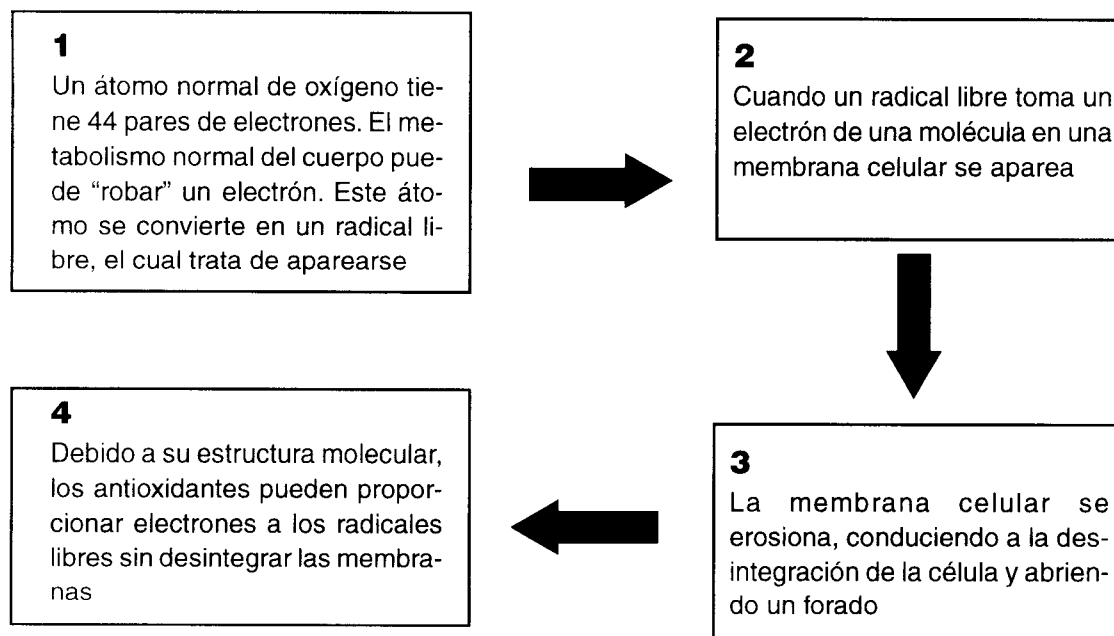 1
Un átomo normal de oxígeno tie-
ne 44 pares de electrones. El me-
tabolismo normal del cuerpo pue-
de “robar” un electrón. Este áto-
mo se convierte en un radical li-
bre, el cual trata de aparearse
2
Cuando un radical libre toma un
electrón de una molécula en una
membrana celular se aparea
3
La membrana celular se
erosiona, conduciendo a la des-
integración de la célula y abrien-
do un forado
4
Debido a su estructura molecular,
los antioxidantes pueden propor-
cionar electrones a los radicales
libres sin desintegrar las membra-
nas